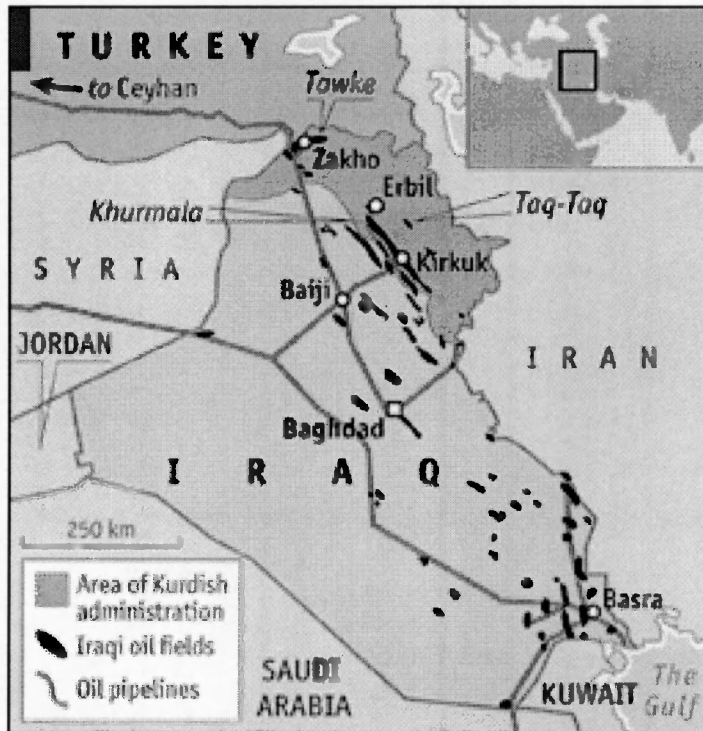 TURKEY
to Ceyhan
Tawke
Zakho
Erbil
Khurmala
Taq-Taq
Kirkuk
SYRIA
Baiji
JORDAN
IRAN
Baghdad
IRAQ
250 km
Area of Kurdish
administration
Basra
Iraqi oil fields
Oil pipelines
SAUDI
ARABIA
KUWAIT
The
Gulf